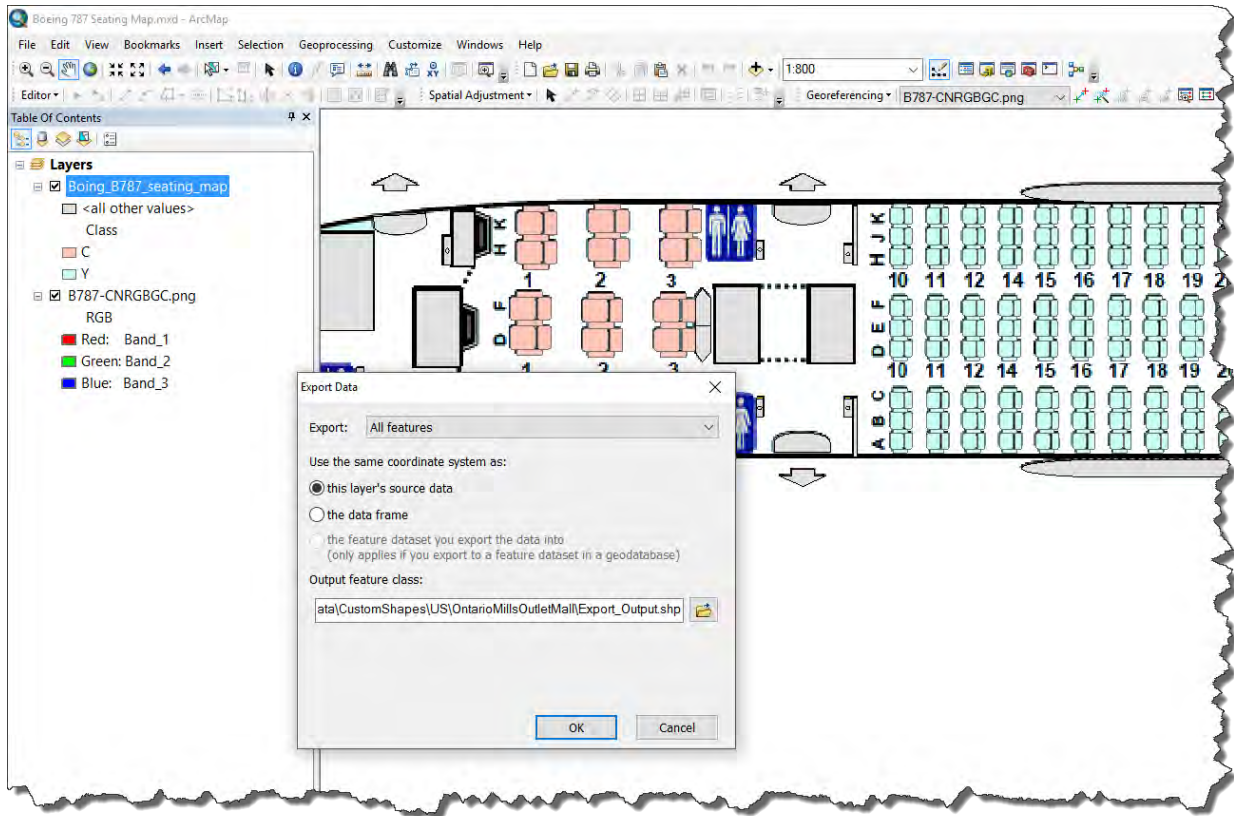 Boeing 787 Seating Map.mxd - ArcMap
File Edit View Bookmarks Insert Selection Geoprocessing Customize Windows Help
1:800
Editor Spatial Adjustment Georeferencing B787-CNRGBGC.png
Table Of Contents
Layers
Boing_B787_seating_map
<all other values>
Class
C
Y
B787-CNRGBGC.png
RGB
Red: Band_1
Green: Band_2
Blue: Band_3
H K
1 2 3
H J K
10 11 12 14 15 16 17 18 19 2
D F
1 2 3
D E F
10 11 12 14 15 16 17 18 19
A B C
Export Data
Export: All features
Use the same coordinate system as:
this layer's source data
the data frame
the feature dataset you export the data into
(only applies if you export to a feature dataset in a geodatabase)
Output feature class:
ata\CustomShapes\US\OntarioMillsOutletMall\Export_Output.shp
OK Cancel